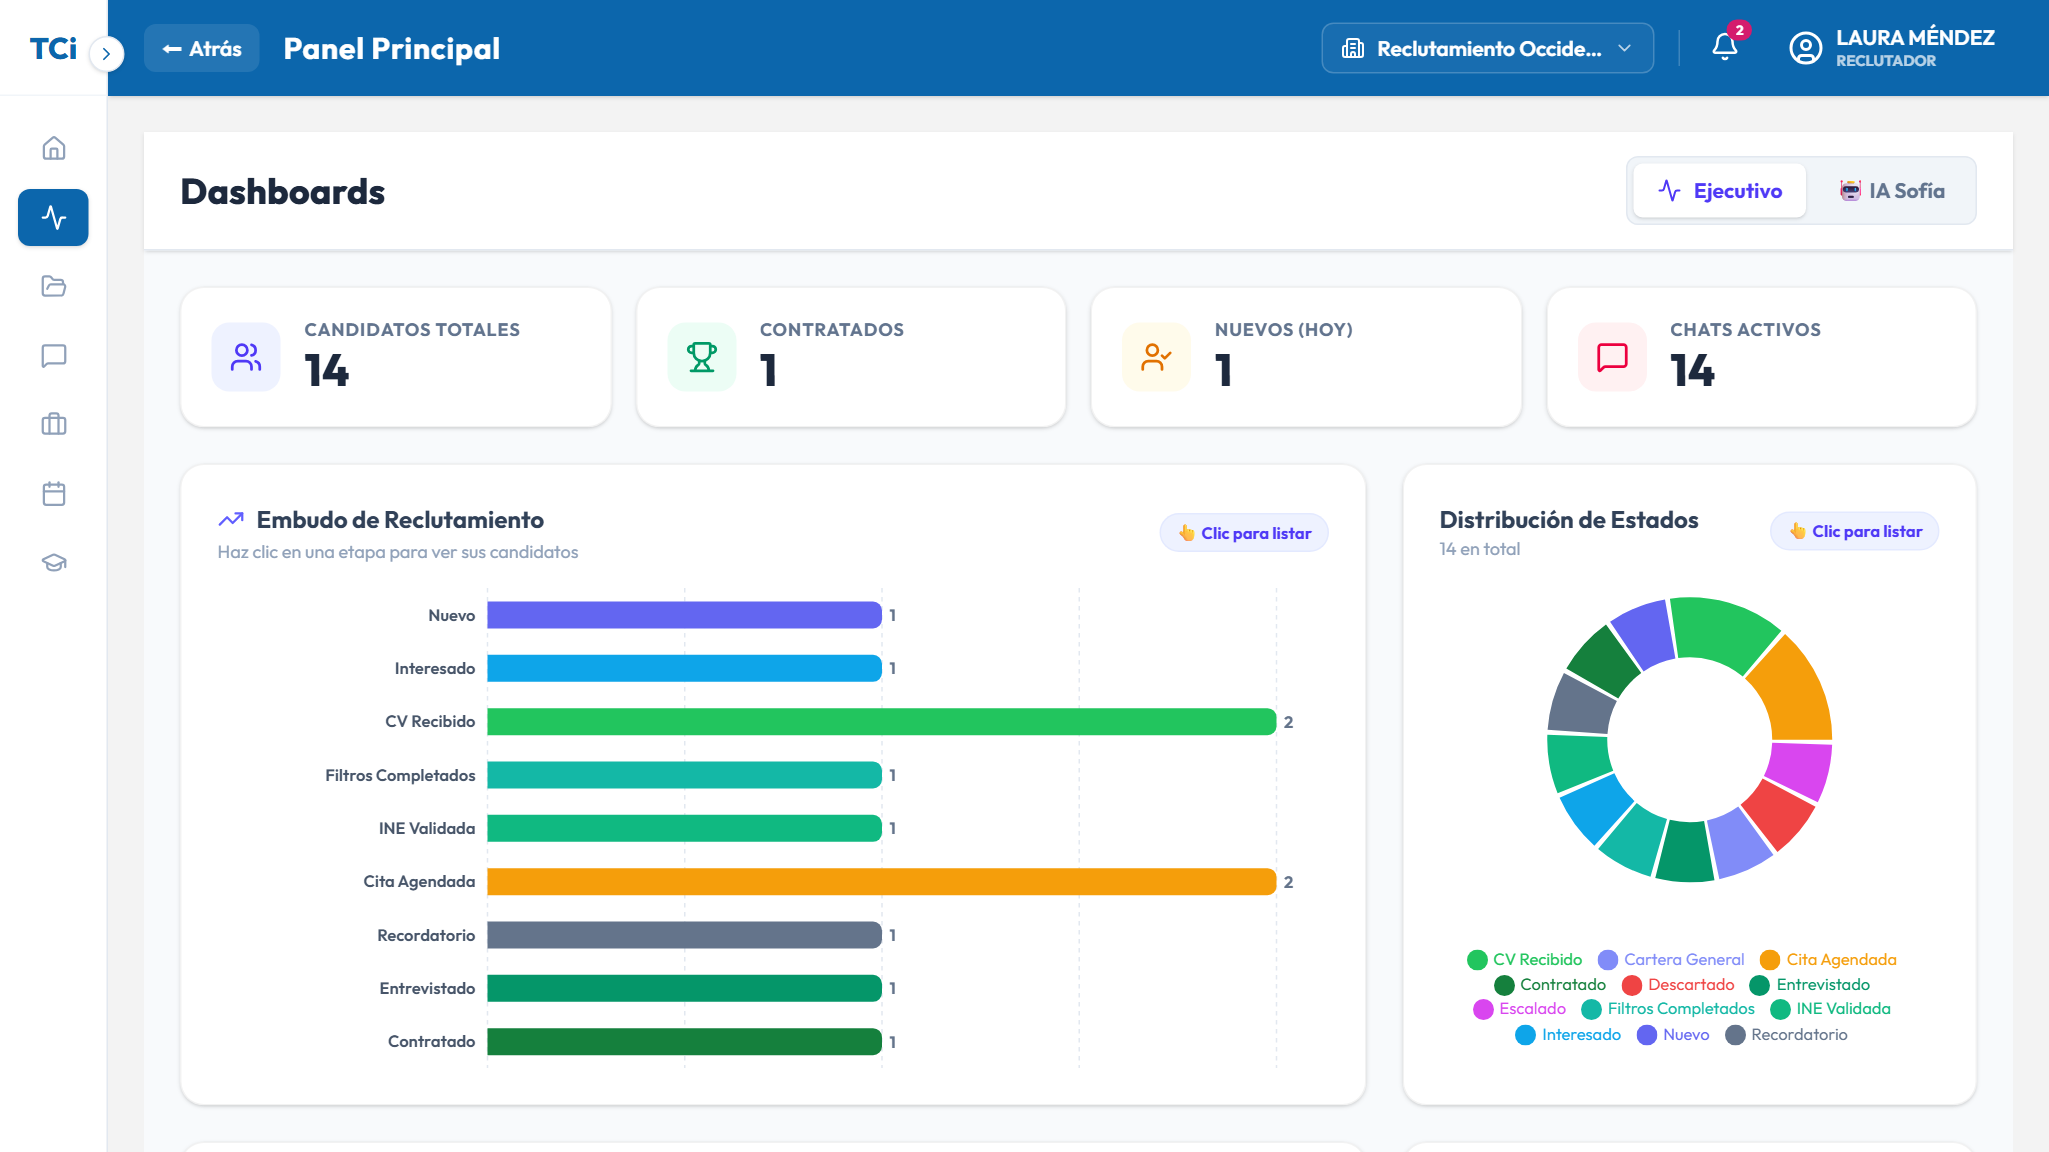 TCi
← Atrás
Panel Principal
Reclutamiento Occide...
2
LAURA MÉNDEZ
RECLUTADOR
Dashboards
Ejecutivo
IA Sofía
CANDIDATOS TOTALES
14
CONTRATADOS
1
NUEVOS (HOY)
1
CHATS ACTIVOS
14
Embudo de Reclutamiento
Haz clic en una etapa para ver sus candidatos
👆 Clic para listar
Nuevo 1
Interesado 1
CV Recibido 2
Filtros Completados 1
INE Validada 1
Cita Agendada 2
Recordatorio 1
Entrevistado 1
Contratado 1
Distribución de Estados
14 en total
👆 Clic para listar
CV Recibido Cartera General Cita Agendada
Contratado Descartado Entrevistado
Escalado Filtros Completados INE Validada
Interesado Nuevo Recordatorio